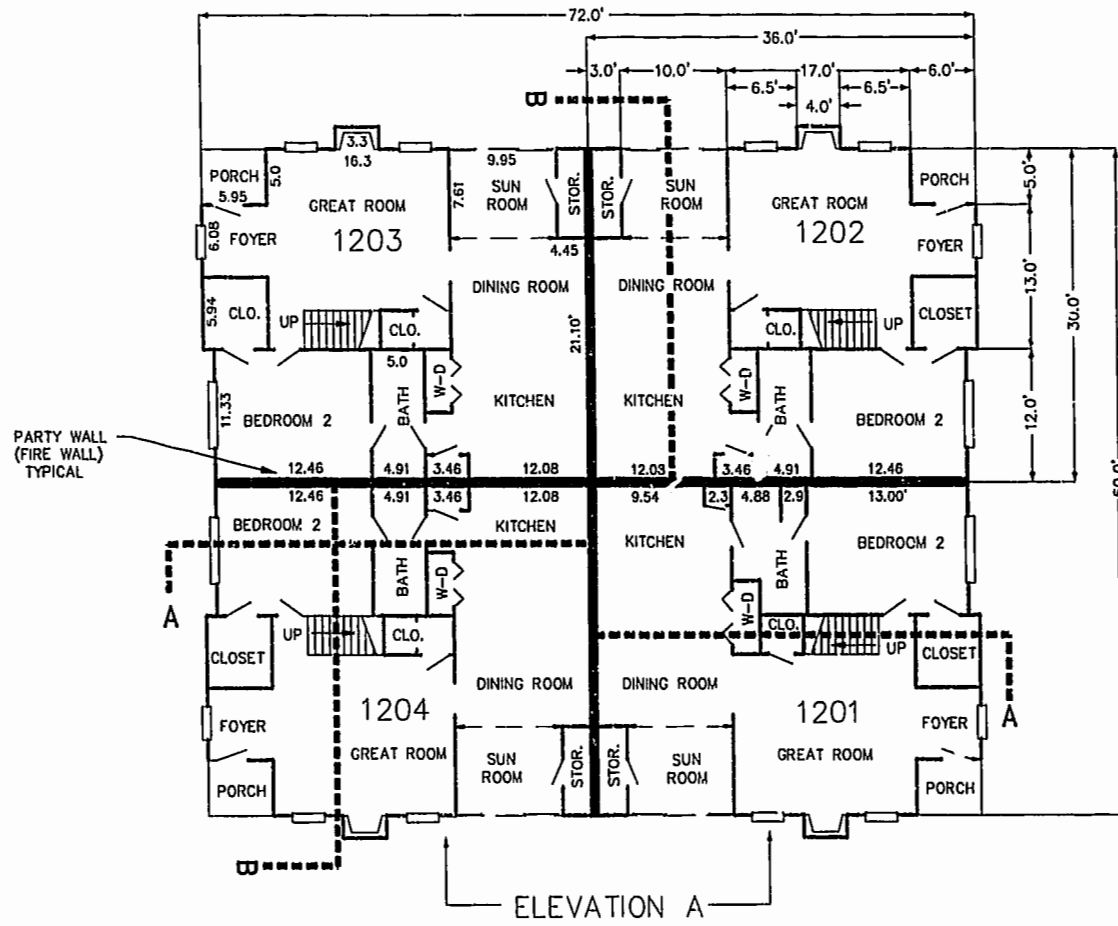 72.0'
36.0'
3.0' 10.0' 17.0' 6.0'
6.5' 4.0' 6.5'
B
3.3
16.3
9.95
PORCH
5.0
5.95
7.61
SUN ROOM
STOR.
STOR.
SUN ROOM
PORCH
5.0'
GREAT ROOM
GREAT ROOM
6.08
FOYER
1203
1202
FOYER
4.45
DINING ROOM
DINING ROOM
13.0'
30.0'
5.94
CLO.
UP
CLO.
21.10'
CLO.
UP
CLOSET
5.0
W-D
W-D
BATH
BATH
11.33
BEDROOM 2
KITCHEN
KITCHEN
BEDROOM 2
12.0'
PARTY WALL
(FIRE WALL)
TYPICAL
12.46 4.91 3.46 12.08 12.03 3.46 4.91 12.46
12.46 4.91 3.46 12.08 9.54 2.3 4.88 2.9 13.00'
BEDROOM 2
KITCHEN
KITCHEN
BEDROOM 2
BATH
W-D
BATH
W-D
A
UP
CLO.
CLO.
UP
CLOSET
CLOSET
DINING ROOM
DINING ROOM
A
1204
1201
FOYER
FOYER
GREAT ROOM
GREAT ROOM
SUN ROOM
STOR.
STOR.
SUN ROOM
PORCH
PORCH
B
ELEVATION A